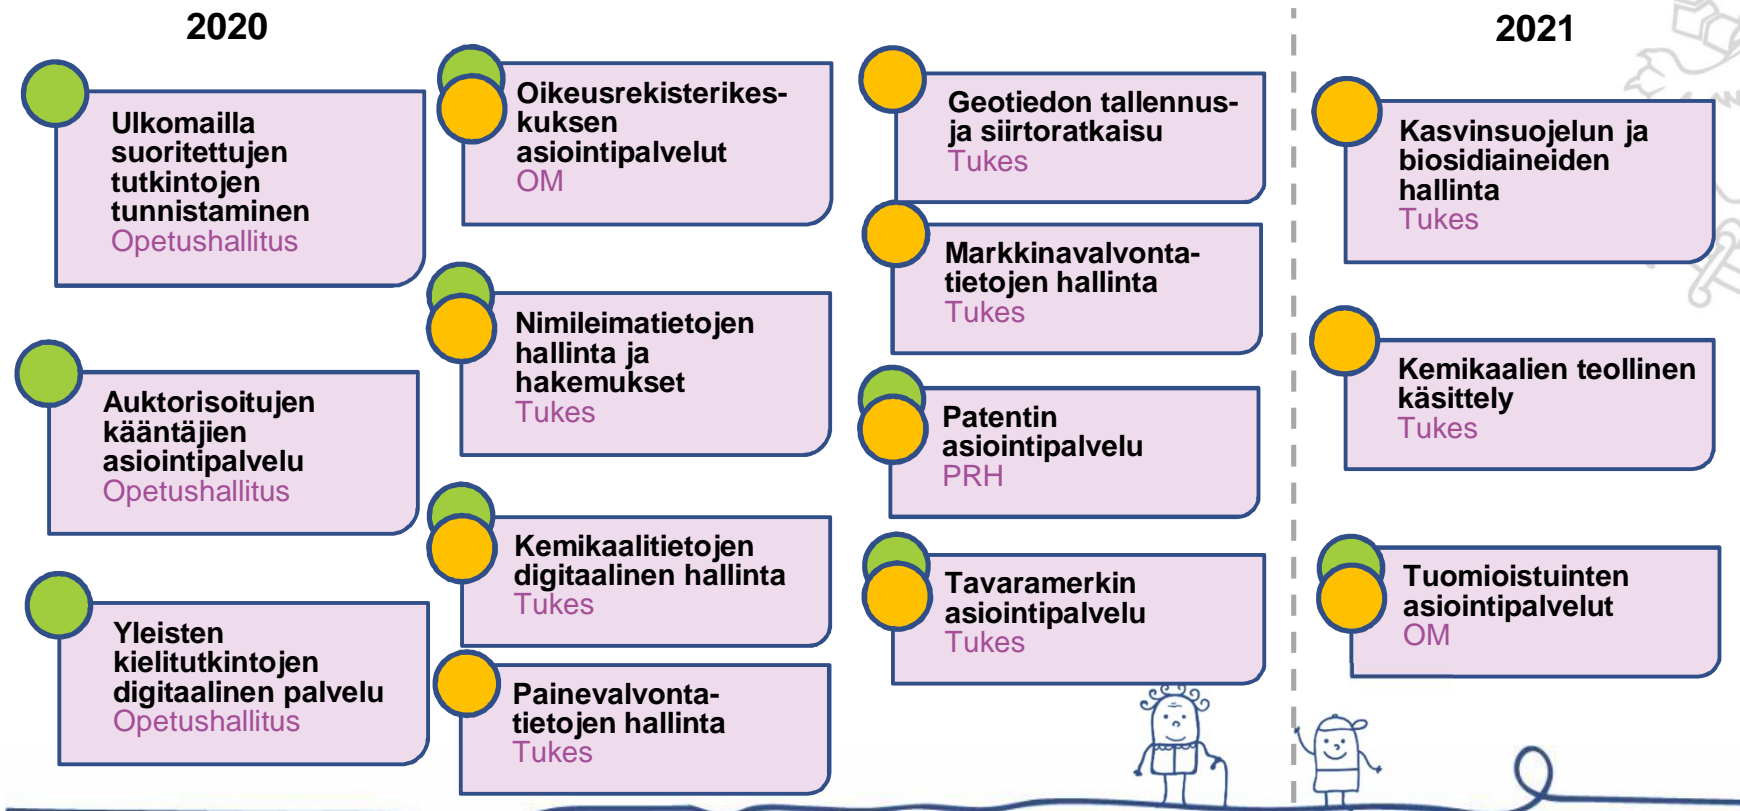 2020
Ulkomailla
suoritettujen
tutkintojen
tunnistaminen
Opetushallitus
Auktorisoitujen
kääntäjien
asiointipalvelu
Opetushallitus
Yleisten
kielitutkintojen
digitaalinen palvelu
Opetushallitus
Oikeusrekisterikes-
kuksen
asiointipalvelut
OM
Nimileimatietojen
hallinta ja
hakemukset
Tukes
Kemikaalitietojen
digitaalinen hallinta
Tukes
Painevalvonta-
tietojen hallinta
Tukes
Geotiedon tallennus-
ja siirtoratkaisu
Tukes
Markkinavalvonta-
tietojen hallinta
Tukes
Patentin
asiointipalvelu
PRH
Tavaramerkin
asiointipalvelu
Tukes
2021
Kasvinsuojelun ja
biosidiaineiden
hallinta
Tukes
Kemikaalien teollinen
käsittely
Tukes
Tuomioistuinten
asiointipalvelut
OM